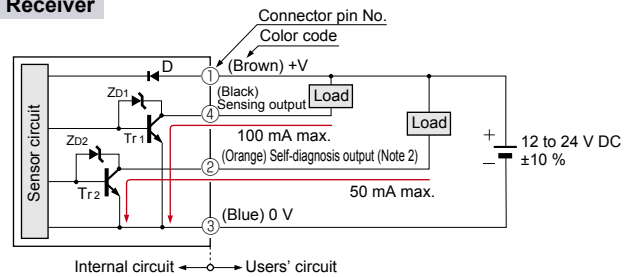 Receiver
Connector pin No.
Color code
D
1
(Brown) +V
ZD1
(Black)
Sensing output
4
Load
Load
Tr1
100 mA max.
Sensor circuit
ZD2
2
(Orange) Self-diagnosis output (Note 2)
+
12 to 24 V DC
−
±10 %
Tr2
50 mA max.
3
(Blue) 0 V
Internal circuit
Users' circuit